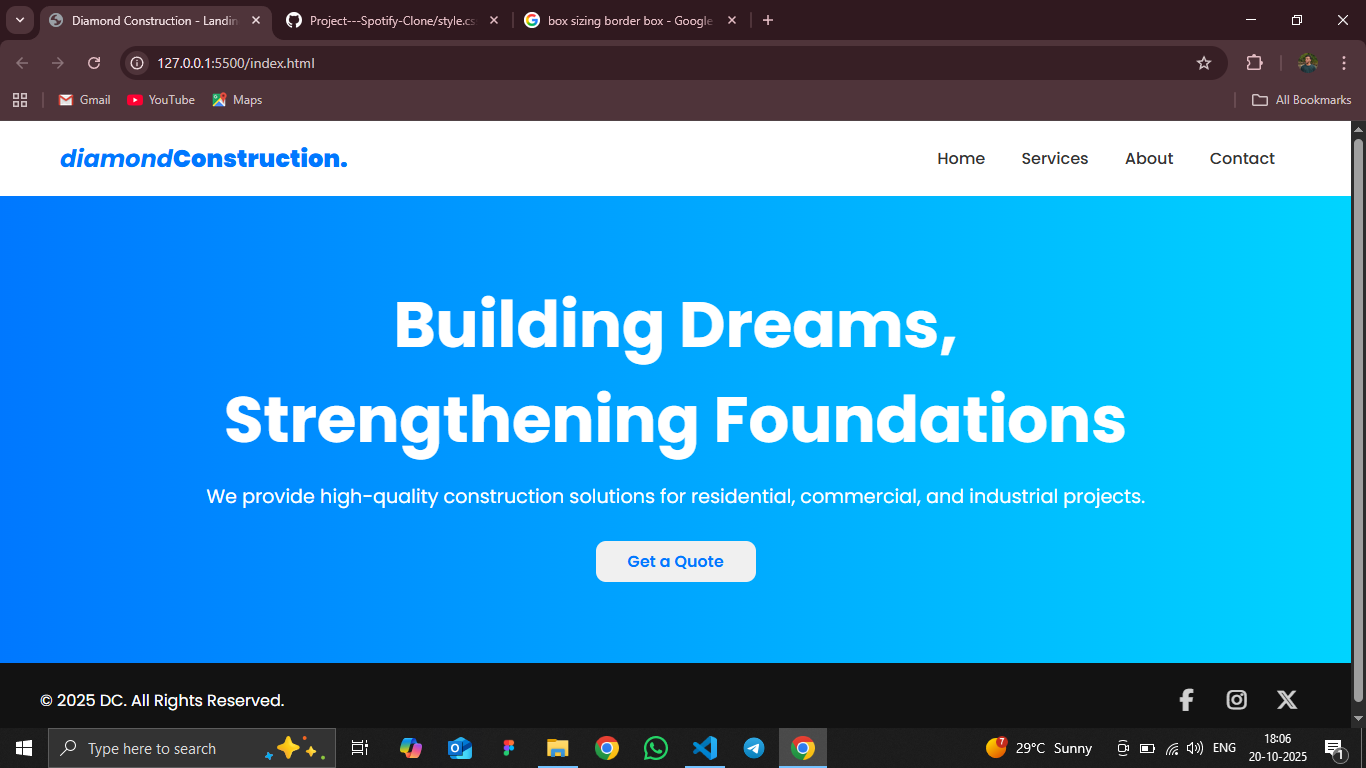 Diamond Construction - Landin
Project---Spotify-Clone/style.cs
box sizing border box - Google
127.0.0.1:5500/index.html
Gmail
YouTube
Maps
All Bookmarks
diamondConstruction.
Home
Services
About
Contact
Building Dreams,
Strengthening Foundations
We provide high-quality construction solutions for residential, commercial, and industrial projects.
Get a Quote
© 2025 DC. All Rights Reserved.
Type here to search
7
29°C Sunny
ENG
18:06
20-10-2025
1